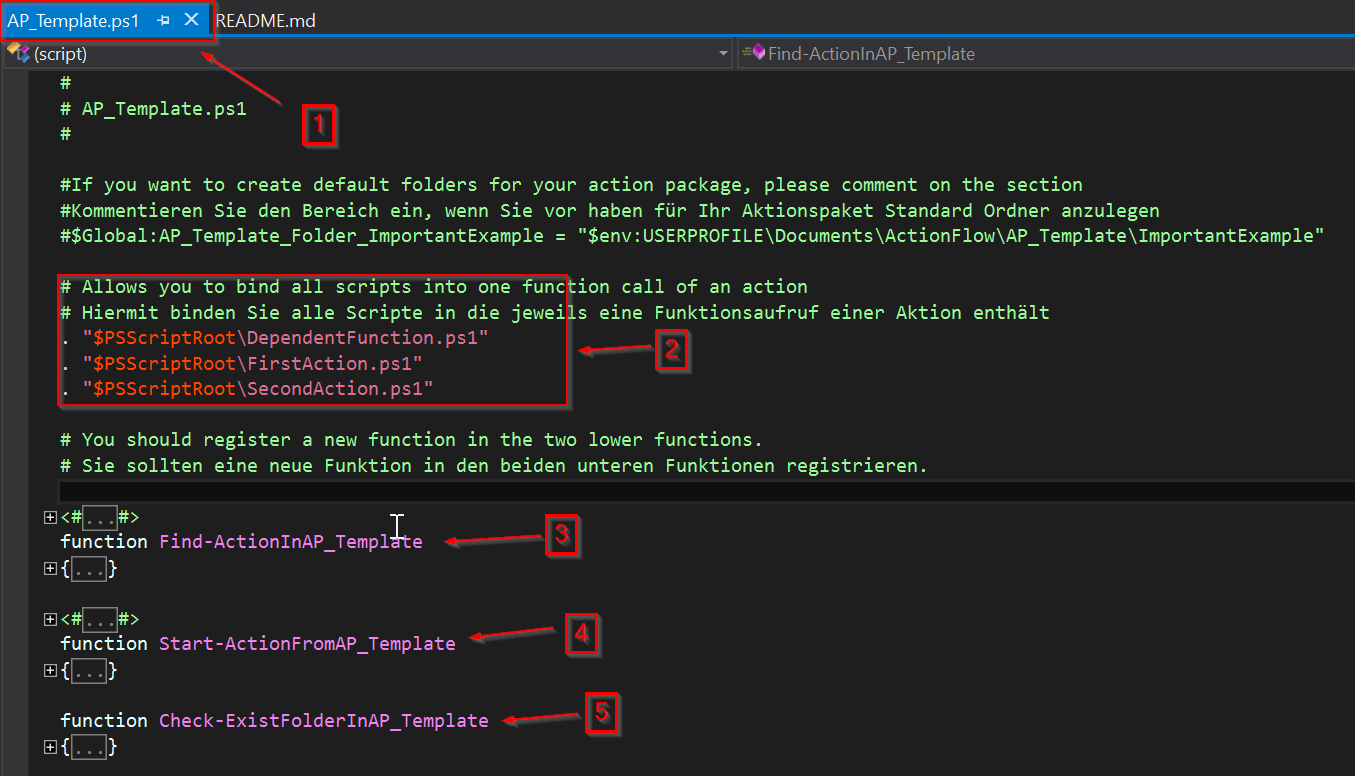 AP_Template.ps1 README.md
(script) Find-ActionInAP_Template
#
# AP_Template.ps1
#
1
#If you want to create default folders for your action package, please comment on the section
#Kommentieren Sie den Bereich ein, wenn Sie vor haben für Ihr Aktionspaket Standard Ordner anzulegen
#$Global:AP_Template_Folder_ImportantExample = "$env:USERPROFILE\Documents\ActionFlow\AP_Template\ImportantExample"
# Allows you to bind all scripts into one function call of an action
# Hiermit binden Sie alle Scripte in die jeweils eine Funktionsaufruf einer Aktion enthält
. "$PSScriptRoot\DependentFunction.ps1"
2
. "$PSScriptRoot\FirstAction.ps1"
. "$PSScriptRoot\SecondAction.ps1"
# You should register a new function in the two lower functions.
# Sie sollten eine neue Funktion in den beiden unteren Funktionen registrieren.
<#...#>
function Find-ActionInAP_Template
3
{...}
<#...#>
function Start-ActionFromAP_Template
4
{...}
function Check-ExistFolderInAP_Template
5
{...}